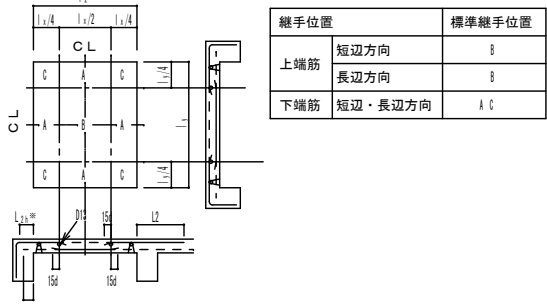 lx
lx/4 lx/2 lx/4
CL
C A C
ly/4
CL
A B A
ly
C A C
ly/4
L2h※ D13 15d L2
15d 15d
継手位置 標準継手位置
上端筋 短辺方向 B
長辺方向 B
下端筋 短辺・長辺方向 A C